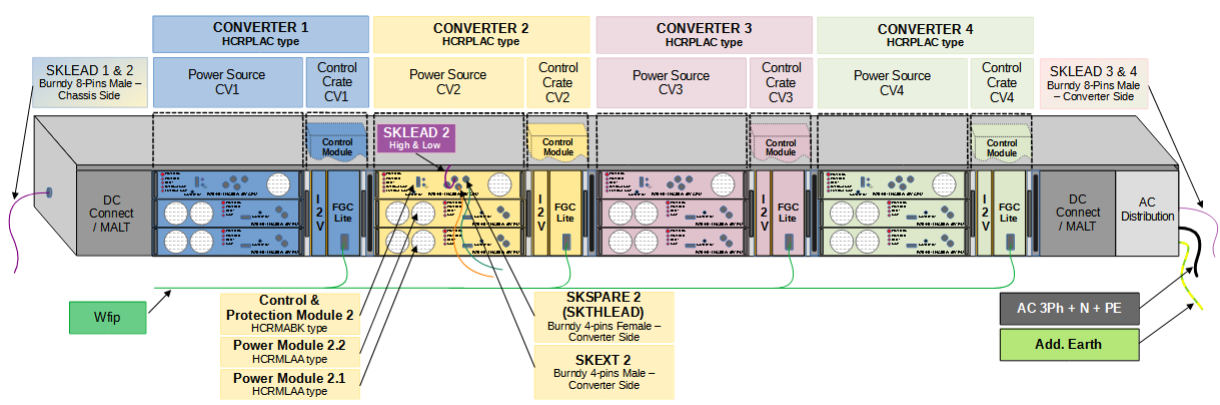 CONVERTER 1
HCRPLAC type
CONVERTER 2
HCRPLAC type
CONVERTER 3
HCRPLAC type
CONVERTER 4
HCRPLAC type
SKLEAD 1 & 2
Burndy 8-Pins Male –
Chassis Side
Power Source
CV1
Control
Crate
CV1
Power Source
CV2
Control
Crate
CV2
Power Source
CV3
Control
Crate
CV3
Power Source
CV4
Control
Crate
CV4
SKLEAD 3 & 4
Burndy 8-Pins Male
– Converter Side
Control
Module
SKLEAD 2
High & Low
Control
Module
Control
Module
Control
Module
DC
Connect
/ MALT
I2V
FGC
Lite
I2V
FGC
Lite
I2V
FGC
Lite
I2V
FGC
Lite
DC
Connect
/ MALT
AC
Distribution
Wfip
Control &
Protection Module 2
HCRMABK type
Power Module 2.2
HCRMLAA type
Power Module 2.1
HCRMLAA type
SKSPARE 2
(SKTHLEAD)
Burndy 4-pins Female –
Converter Side
SKEXT 2
Burndy 4-pins Male –
Converter Side
AC 3Ph + N + PE
Add. Earth